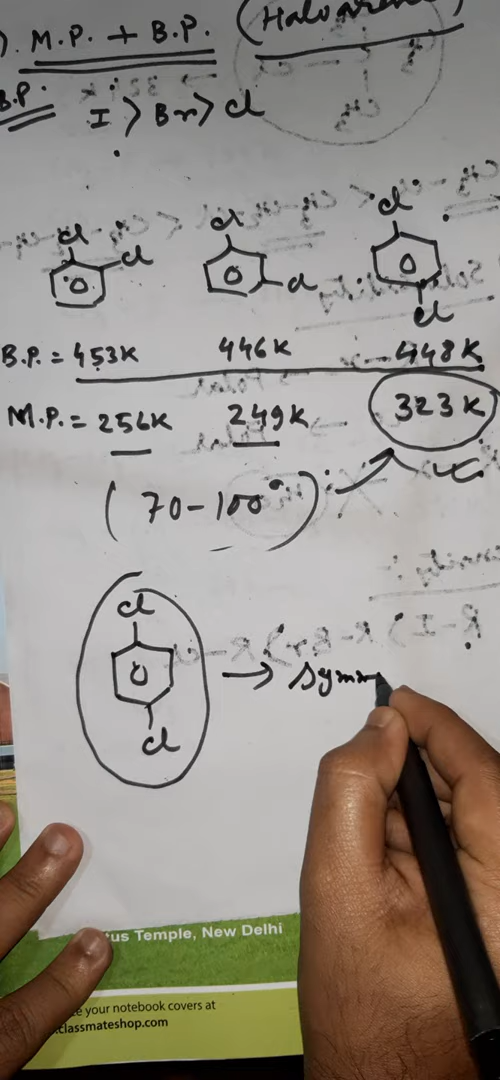 ). M.P. + B.P. (Haloarene)
B.P. I > Br > Cl
Cl Cl Cl
Cl Cl Cl
B.P. = 453K 446K 448K
M.P. = 256K 249K 323K
(70-100°)
Cl
Cl
→ Symm
tus Temple, New Delhi
e your notebook covers at
.classmateshop.com